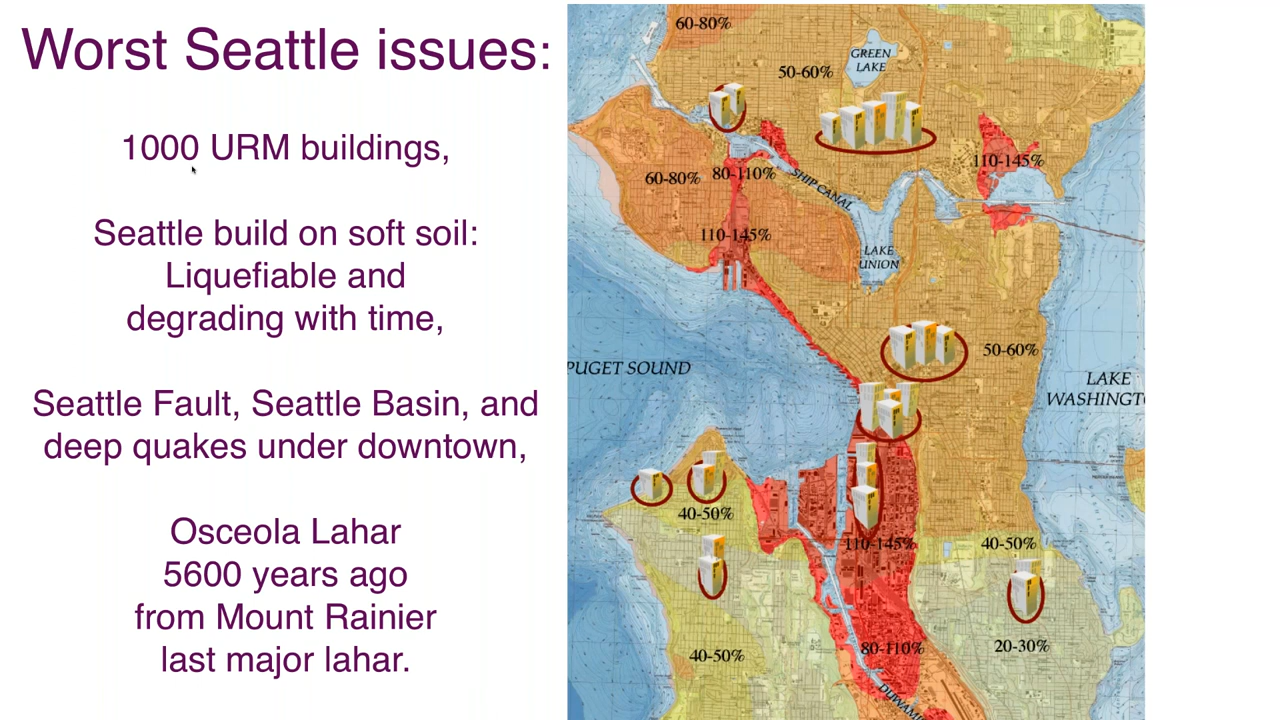 Worst Seattle issues:
1000 URM buildings,
Seattle build on soft soil:
Liquefiable and
degrading with time,
Seattle Fault, Seattle Basin, and
deep quakes under downtown,
Osceola Lahar
5600 years ago
from Mount Rainier
last major lahar.
60-80%
GREEN
LAKE
50-60%
110-145%
60-80%
80-110%
SHIP CANAL
110-145%
LAKE
UNION
50-60%
PUGET SOUND
LAKE
WASHINGT
40-50%
110-145%
40-50%
80-110%
20-30%
40-50%
DUWAMI